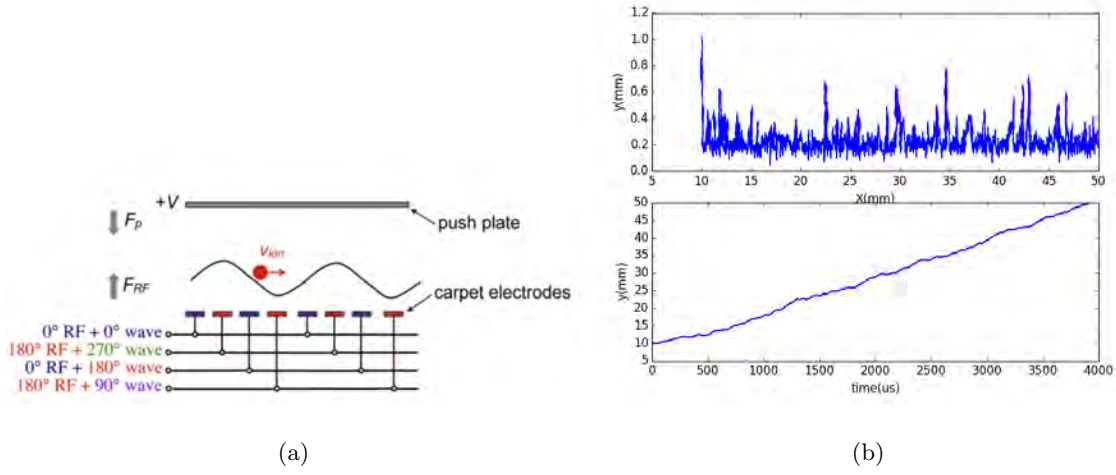 +V
F_p
push plate
v_ion
F_RF
carpet electrodes
0° RF + 0° wave
180° RF + 270° wave
0° RF + 180° wave
180° RF + 90° wave
(a)
1.2
1.0
0.8
0.6
0.4
0.2
0.0
y(mm)
5 10 15 20 25 30 35 40 45 50
X(mm)
50
45
40
35
30
25
20
15
10
5
y(mm)
0 500 1000 1500 2000 2500 3000 3500 4000
time(us)
(b)